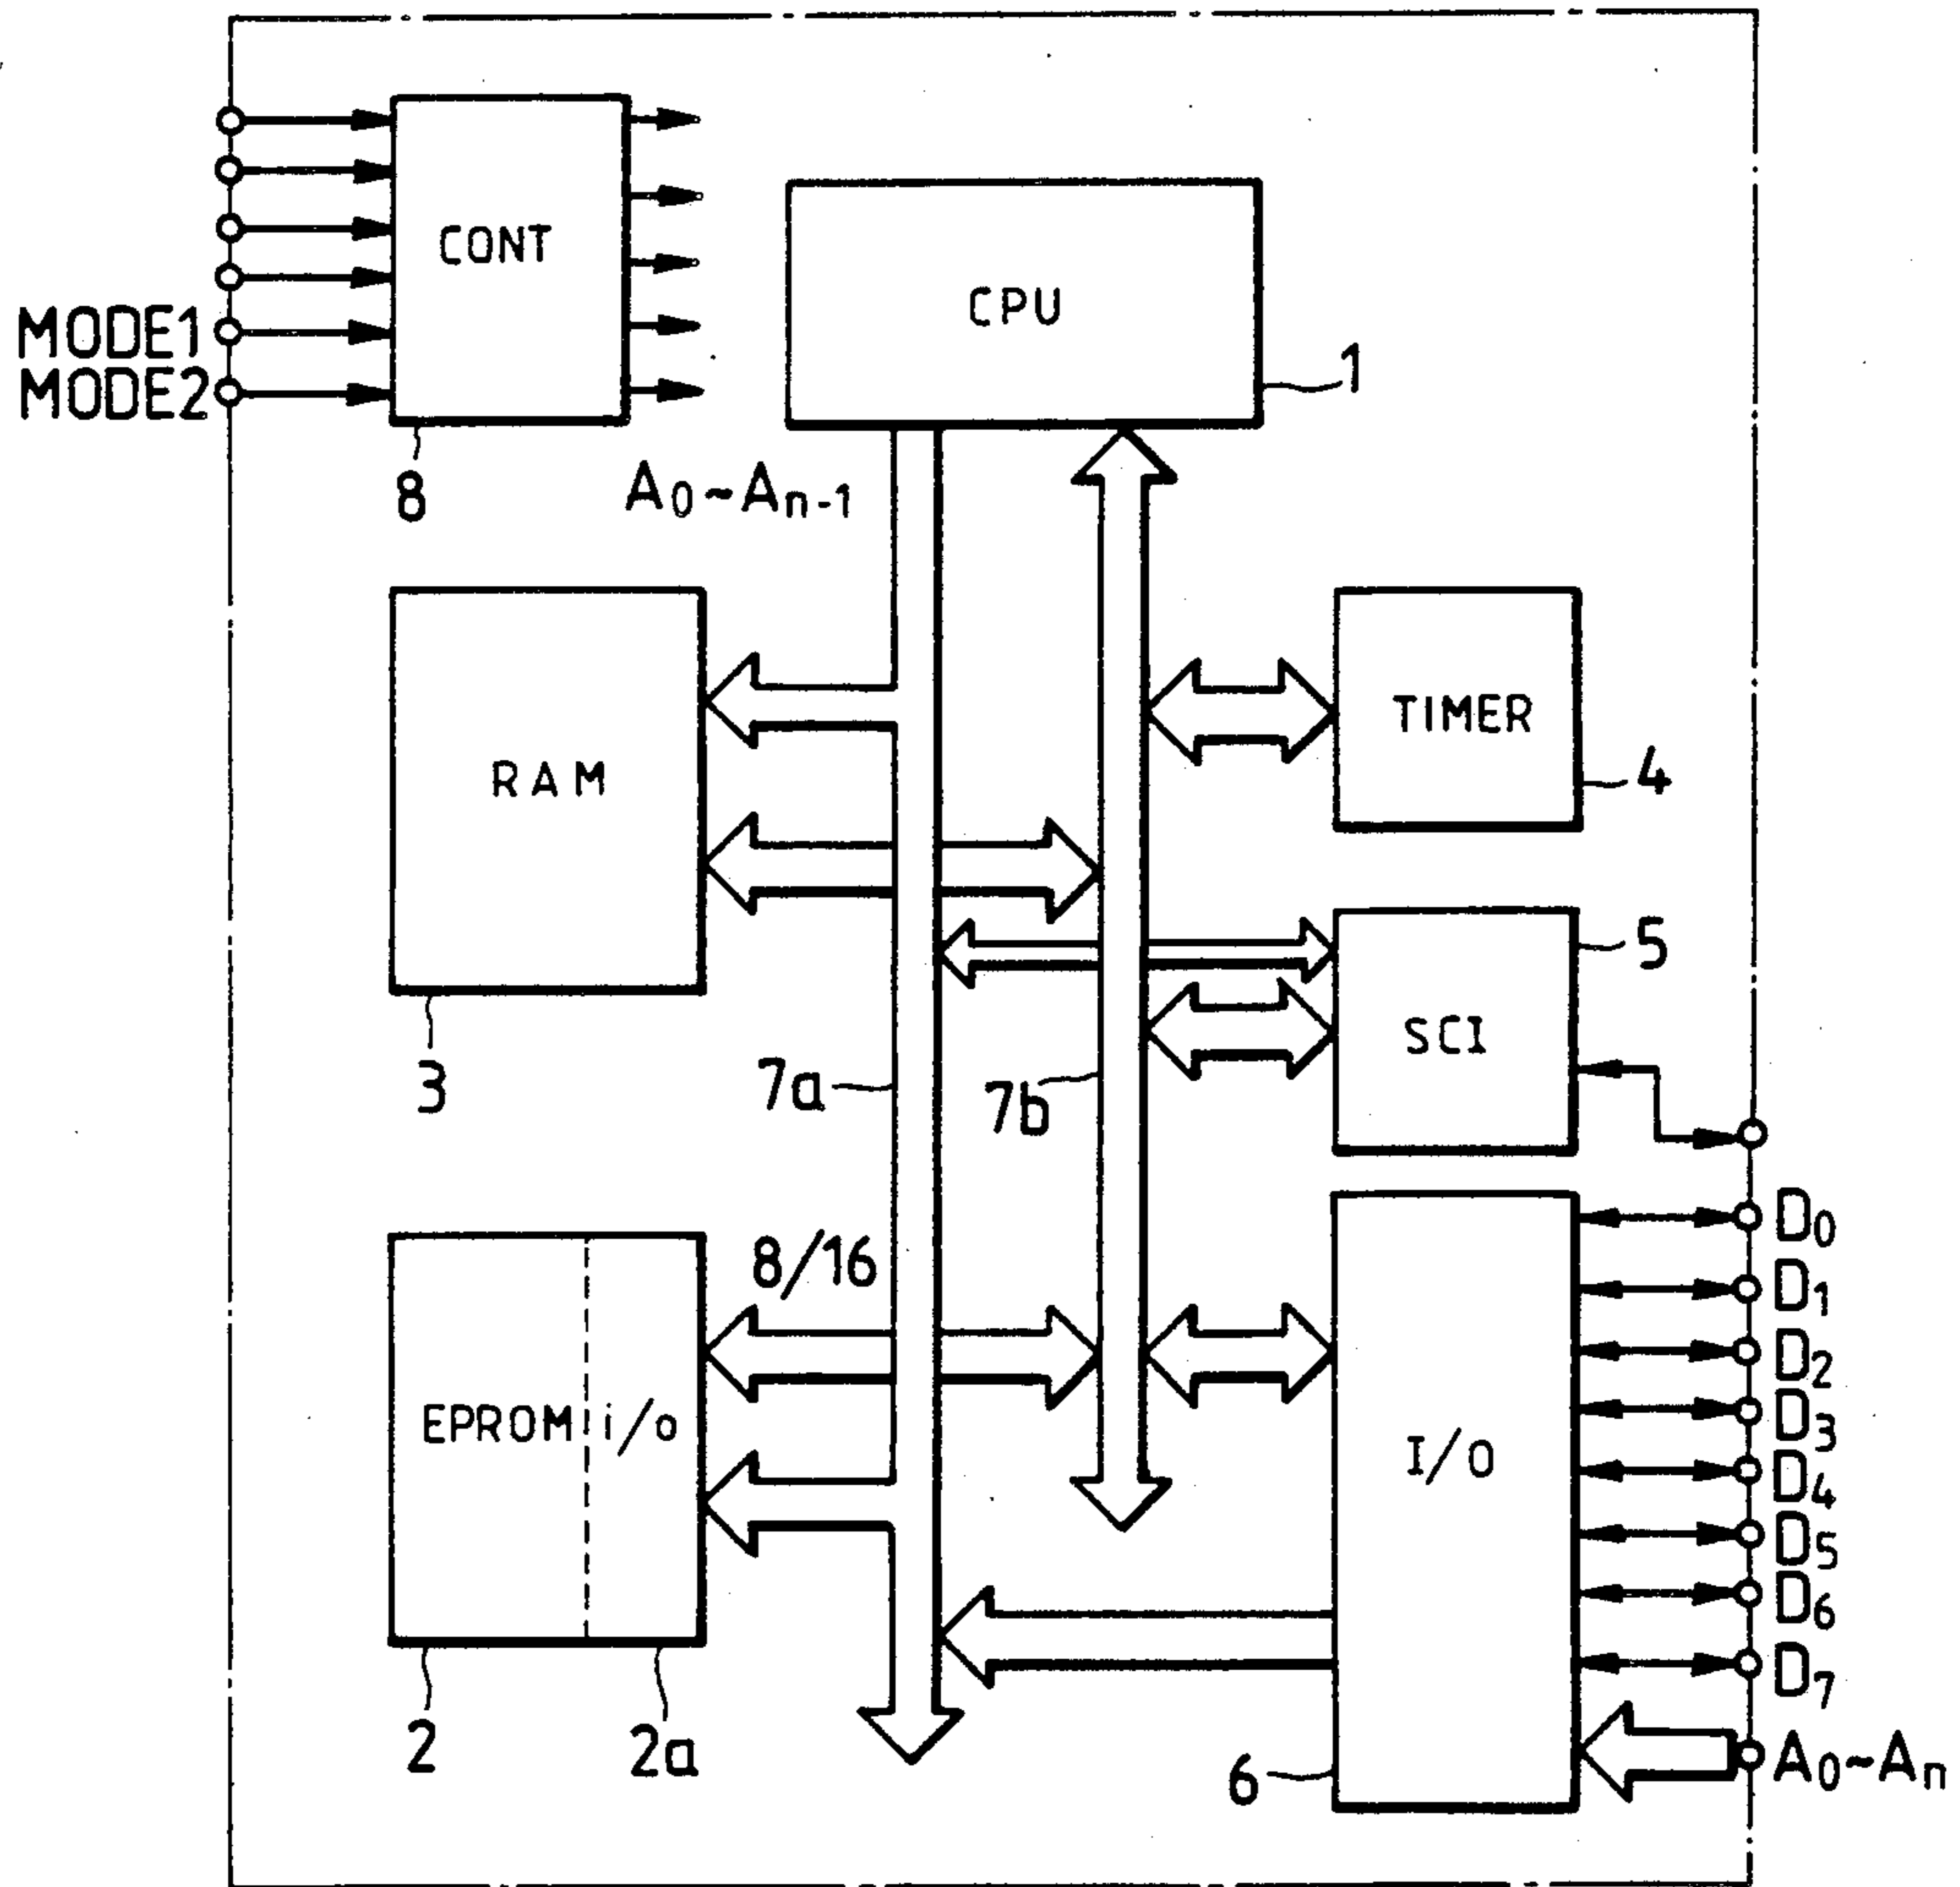 CONT
MODE1
MODE2
8
CPU
1
A0~An-1
RAM
3
TIMER
4
5
SCI
7a
7b
8/16
EPROM i/o
2
2a
I/O
6
D0
D1
D2
D3
D4
D5
D6
D7
A0~An